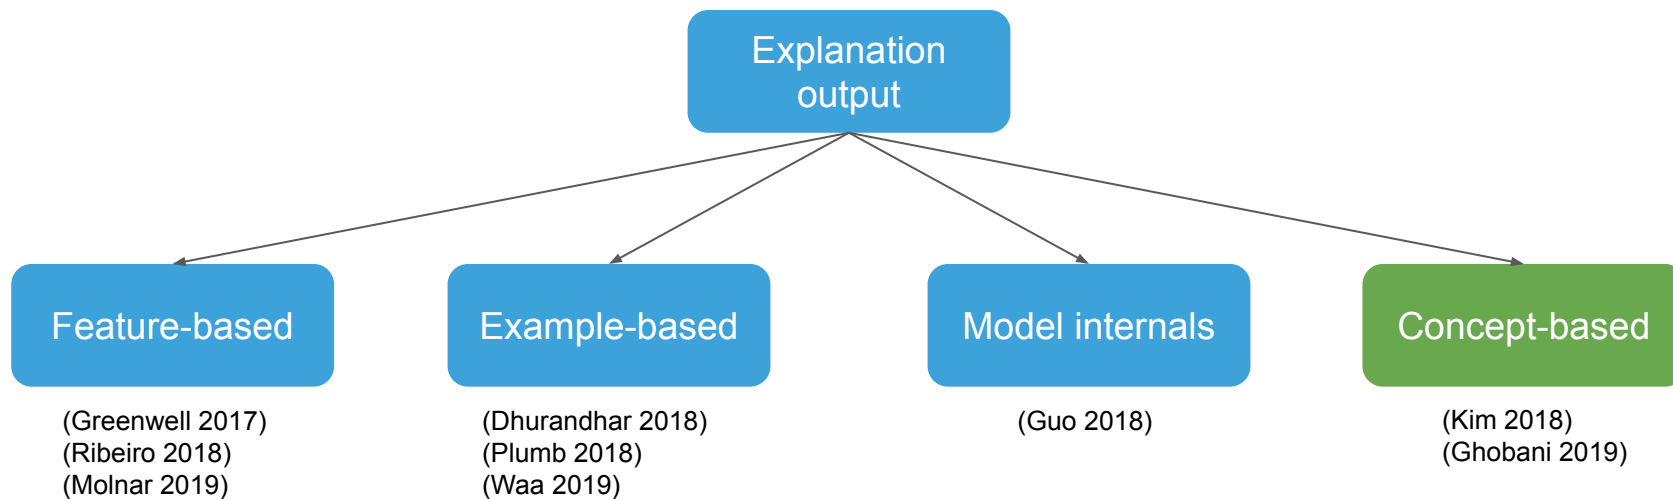 Explanation
output
Feature-based
Example-based
Model internals
Concept-based
(Greenwell 2017)
(Ribeiro 2018)
(Molnar 2019)
(Dhurandhar 2018)
(Plumb 2018)
(Waa 2019)
(Guo 2018)
(Kim 2018)
(Ghobani 2019)